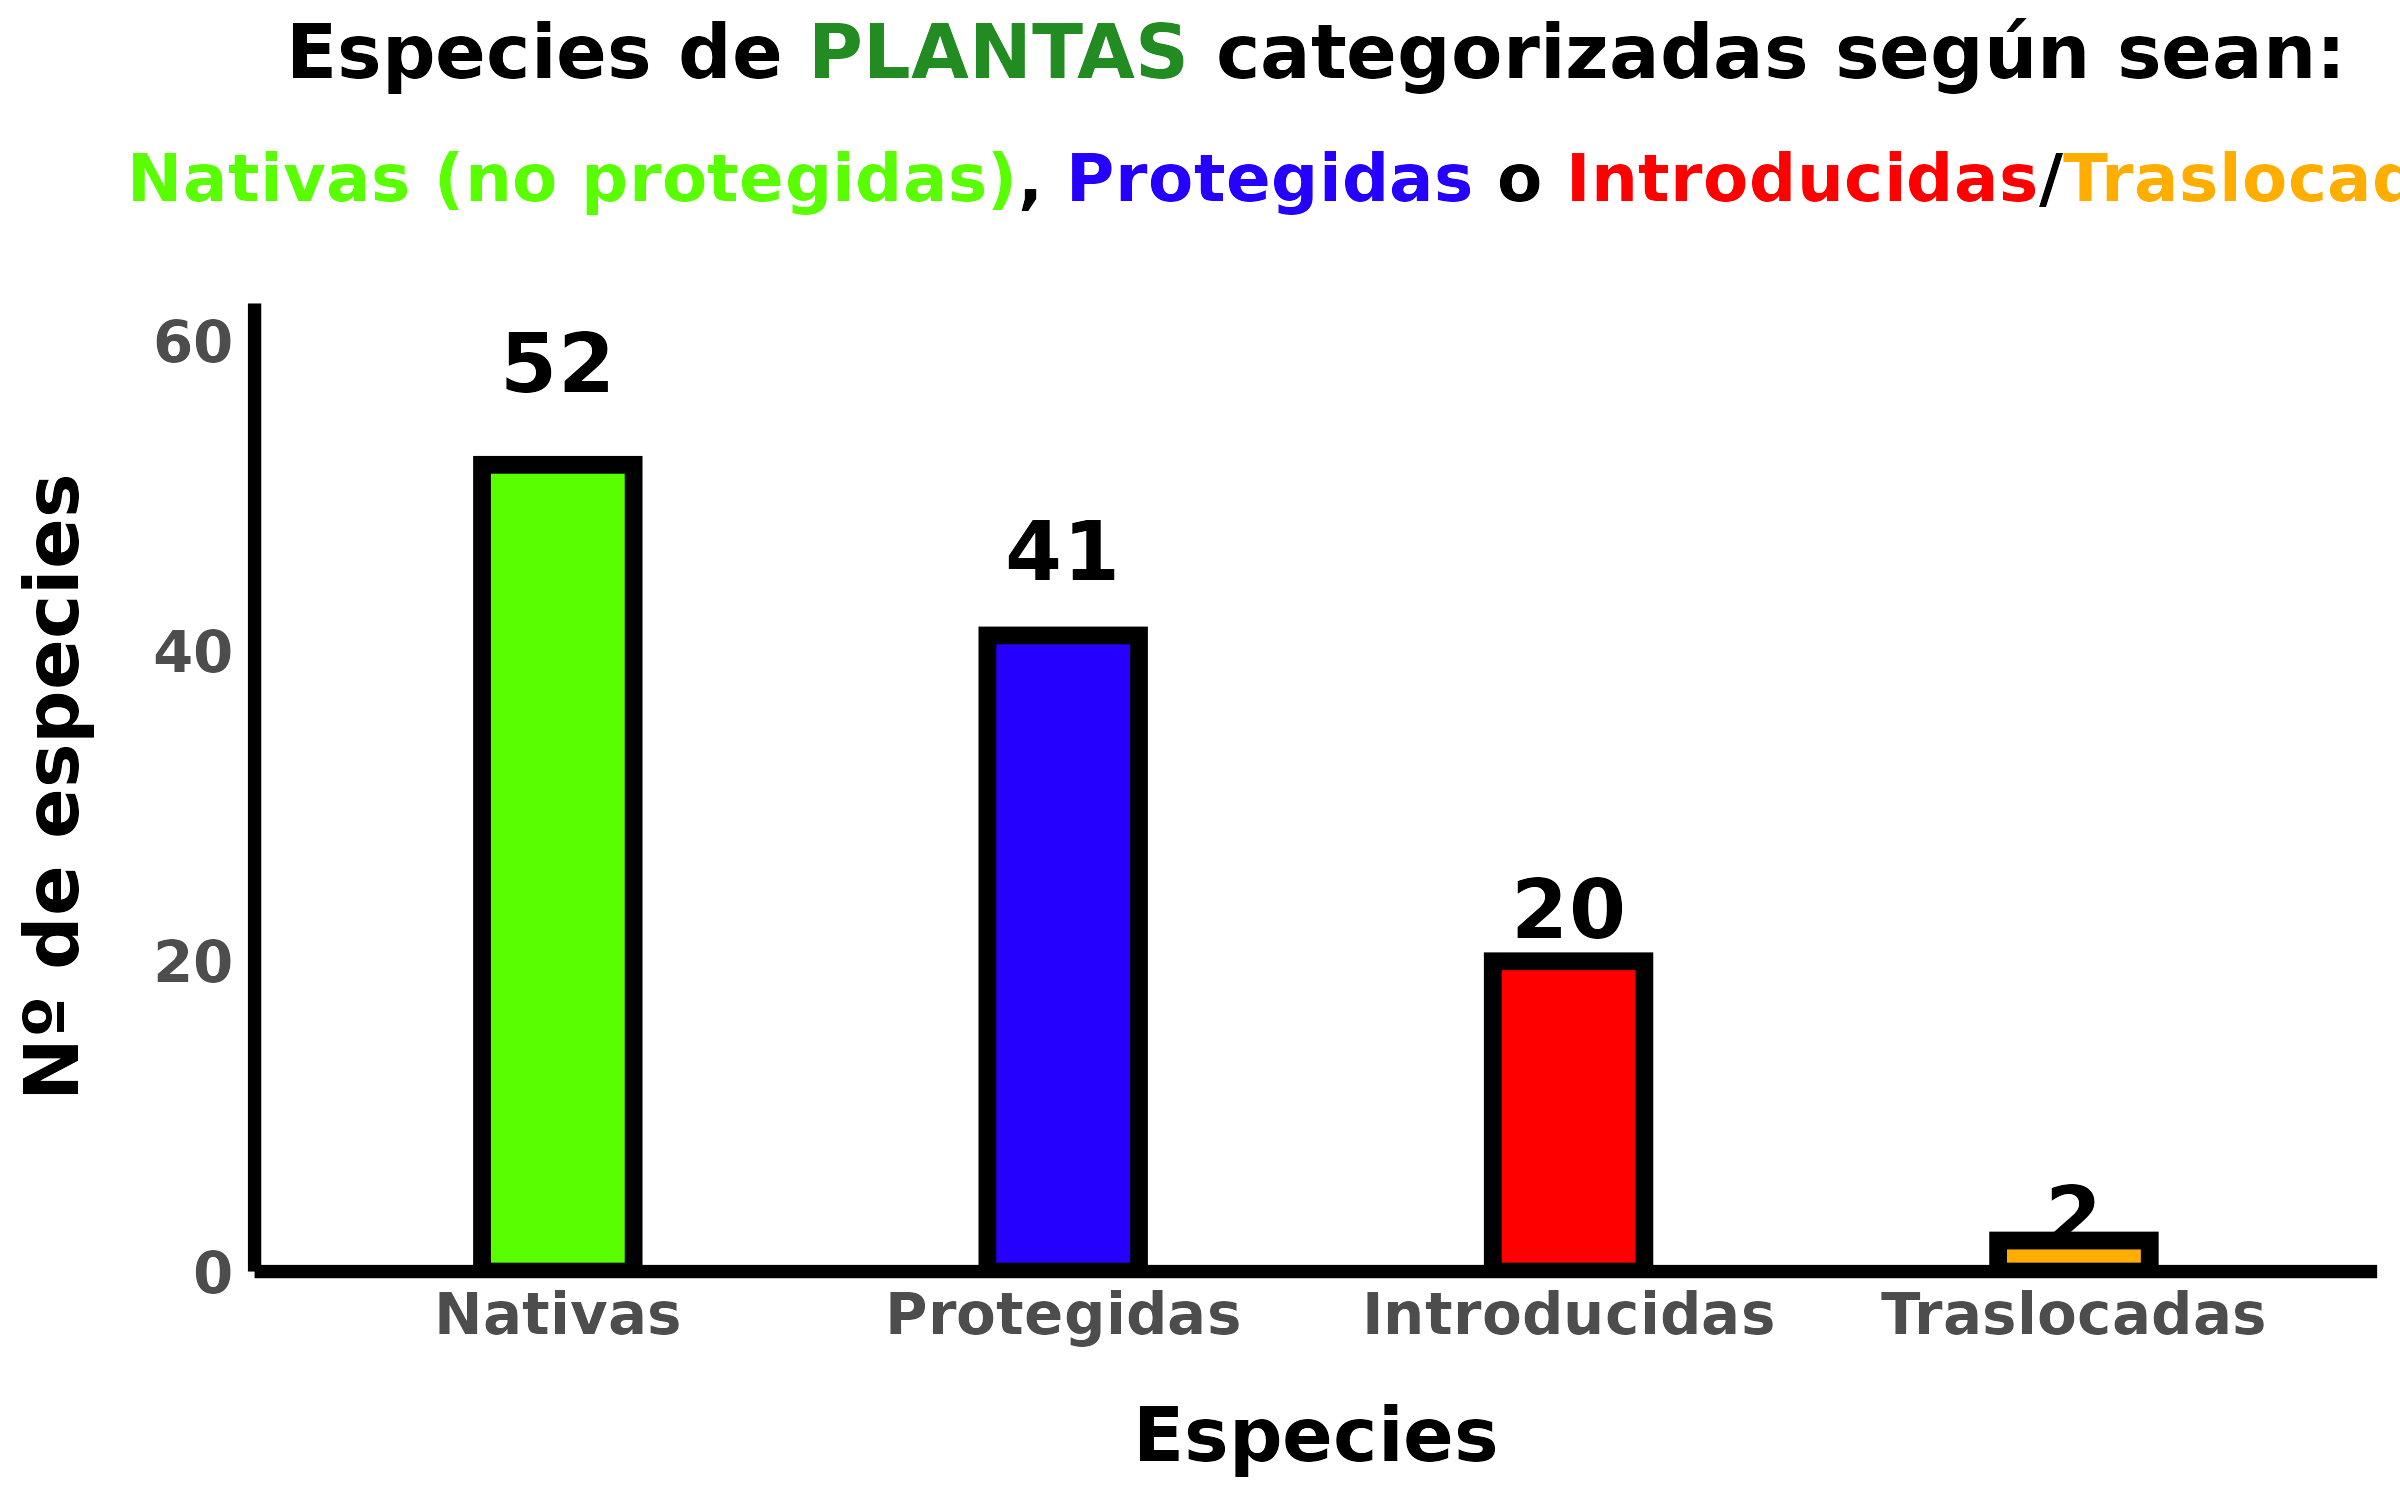 Especies de PLANTAS categorizadas según sean:
Nativas (no protegidas), Protegidas o Introducidas/Traslocad
Nº de especies
60
40
20
0
52
41
20
2
Nativas
Protegidas
Introducidas
Traslocadas
Especies